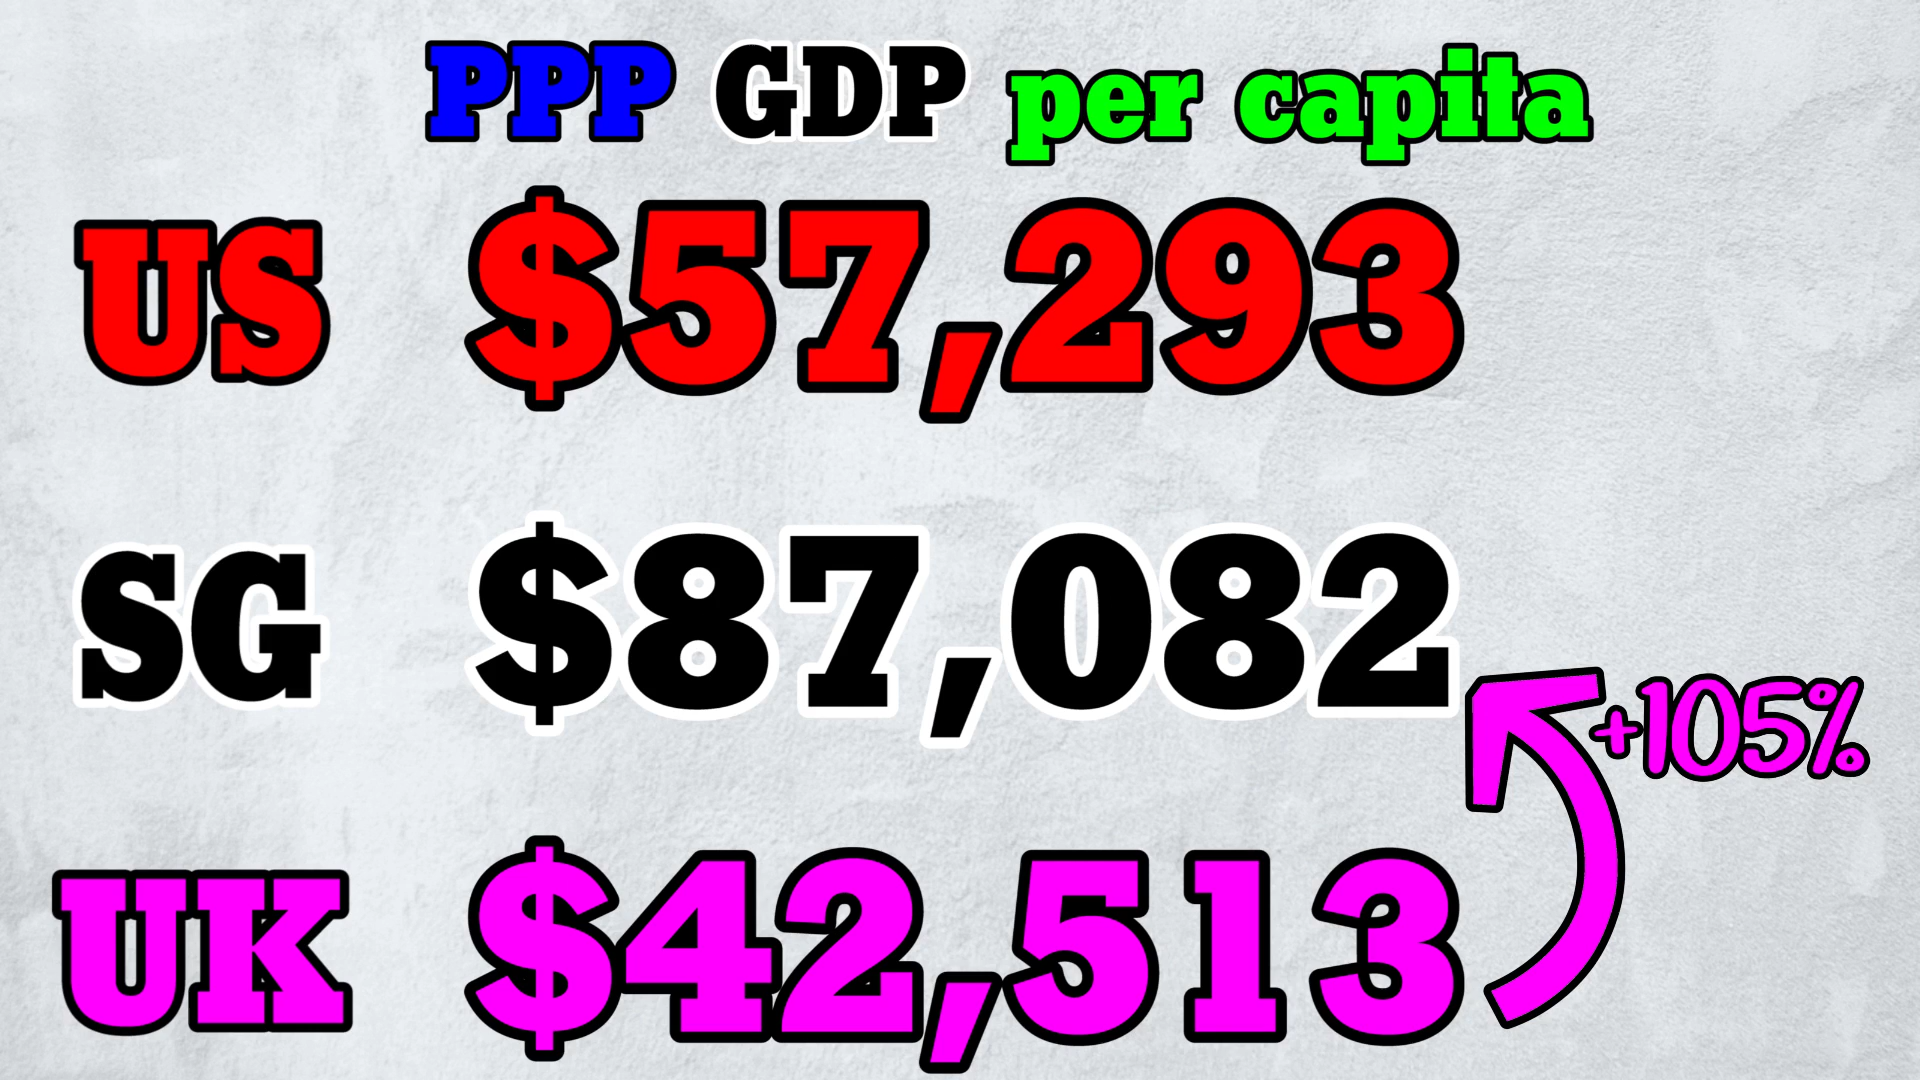 PPP GDP per capita
US $57,293
SG $87,082
+105%
UK $42,513